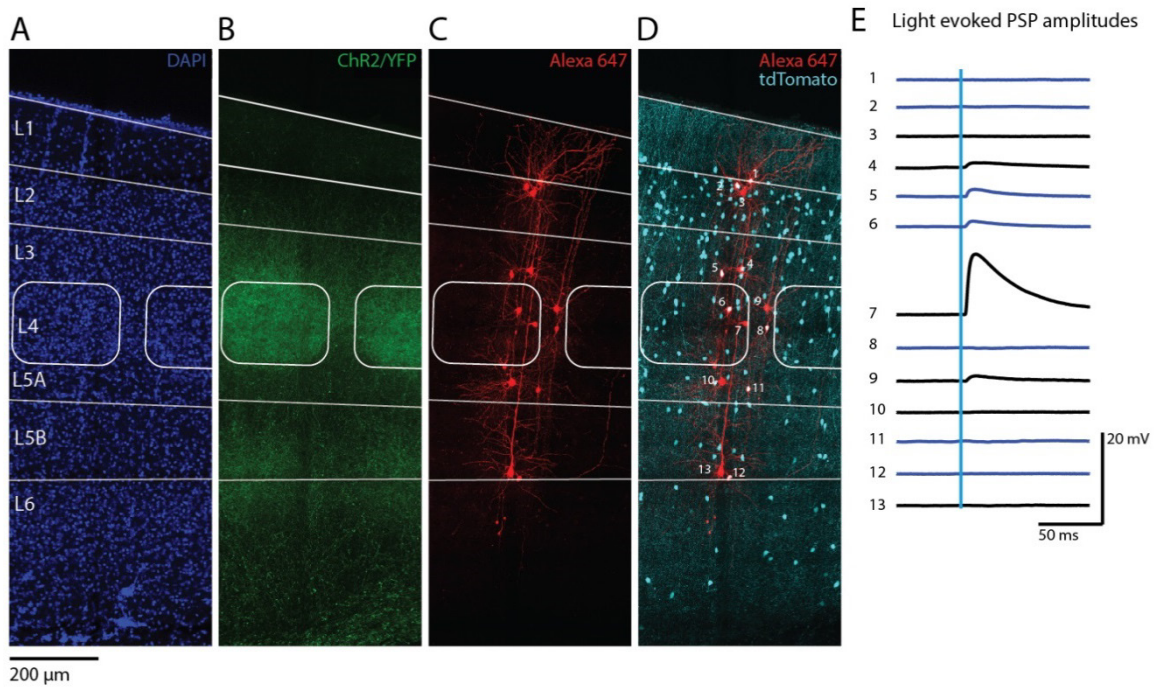 A
DAPI
L1
L2
L3
L4
L5A
L5B
L6
200 µm
B
ChR2/YFP
C
Alexa 647
D
Alexa 647
tdTomato
1
2
3
5
4
6
9
7
8
10
11
13
12
E
Light evoked PSP amplitudes
1
2
3
4
5
6
7
8
9
10
11
12
13
20 mV
50 ms